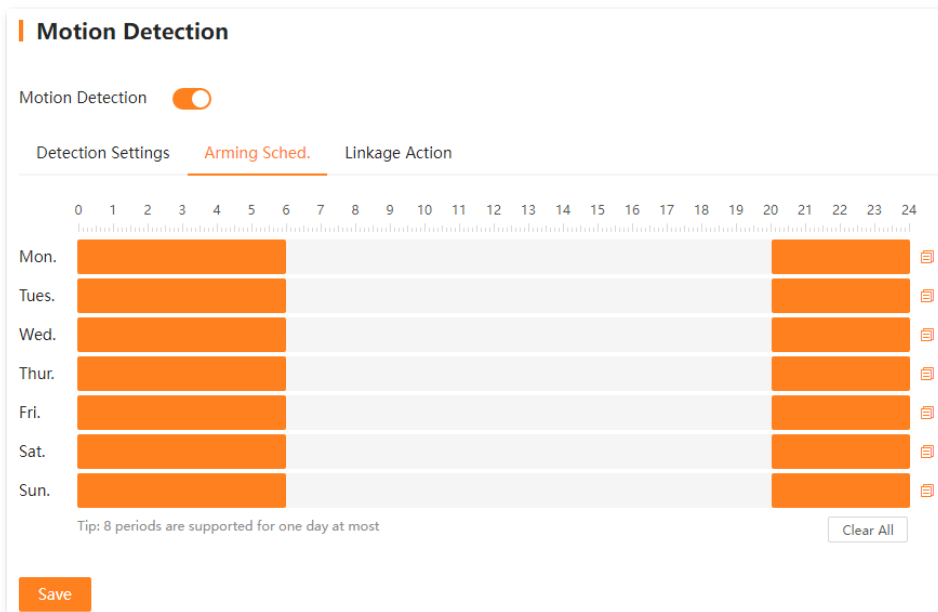 Motion Detection
Motion Detection
Detection Settings Arming Sched. Linkage Action
0 1 2 3 4 5 6 7 8 9 10 11 12 13 14 15 16 17 18 19 20 21 22 23 24
Mon.
Tues.
Wed.
Thur.
Fri.
Sat.
Sun.
Tip: 8 periods are supported for one day at most
Clear All
Save